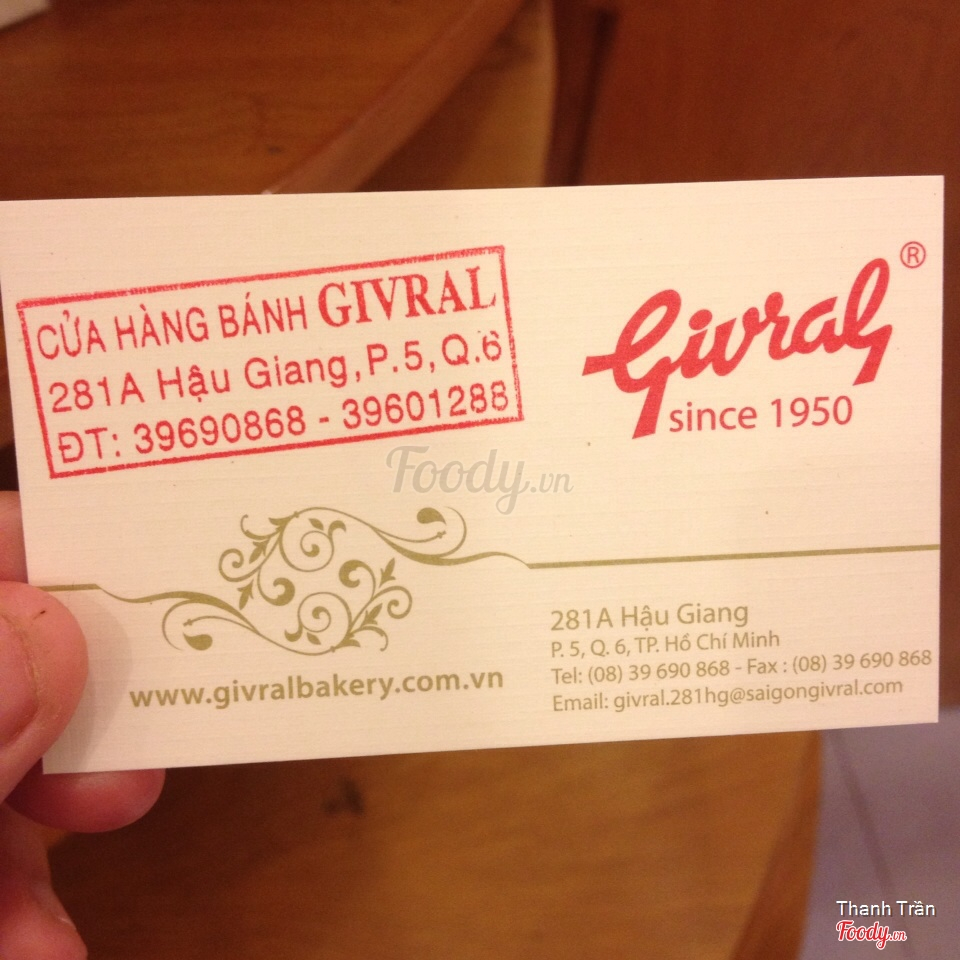 CỬA HÀNG BÁNH GIVRAL
281A Hậu Giang, P.5, Q.6
ĐT: 39690868 - 39601288
Givral®
since 1950
Foody.vn
www.givralbakery.com.vn
281A Hậu Giang
P. 5, Q. 6, TP. Hồ Chí Minh
Tel: (08) 39 690 868 - Fax : (08) 39 690 868
Email: givral.281hg@saigongivral.com
Thanh Trần
Foody.vn